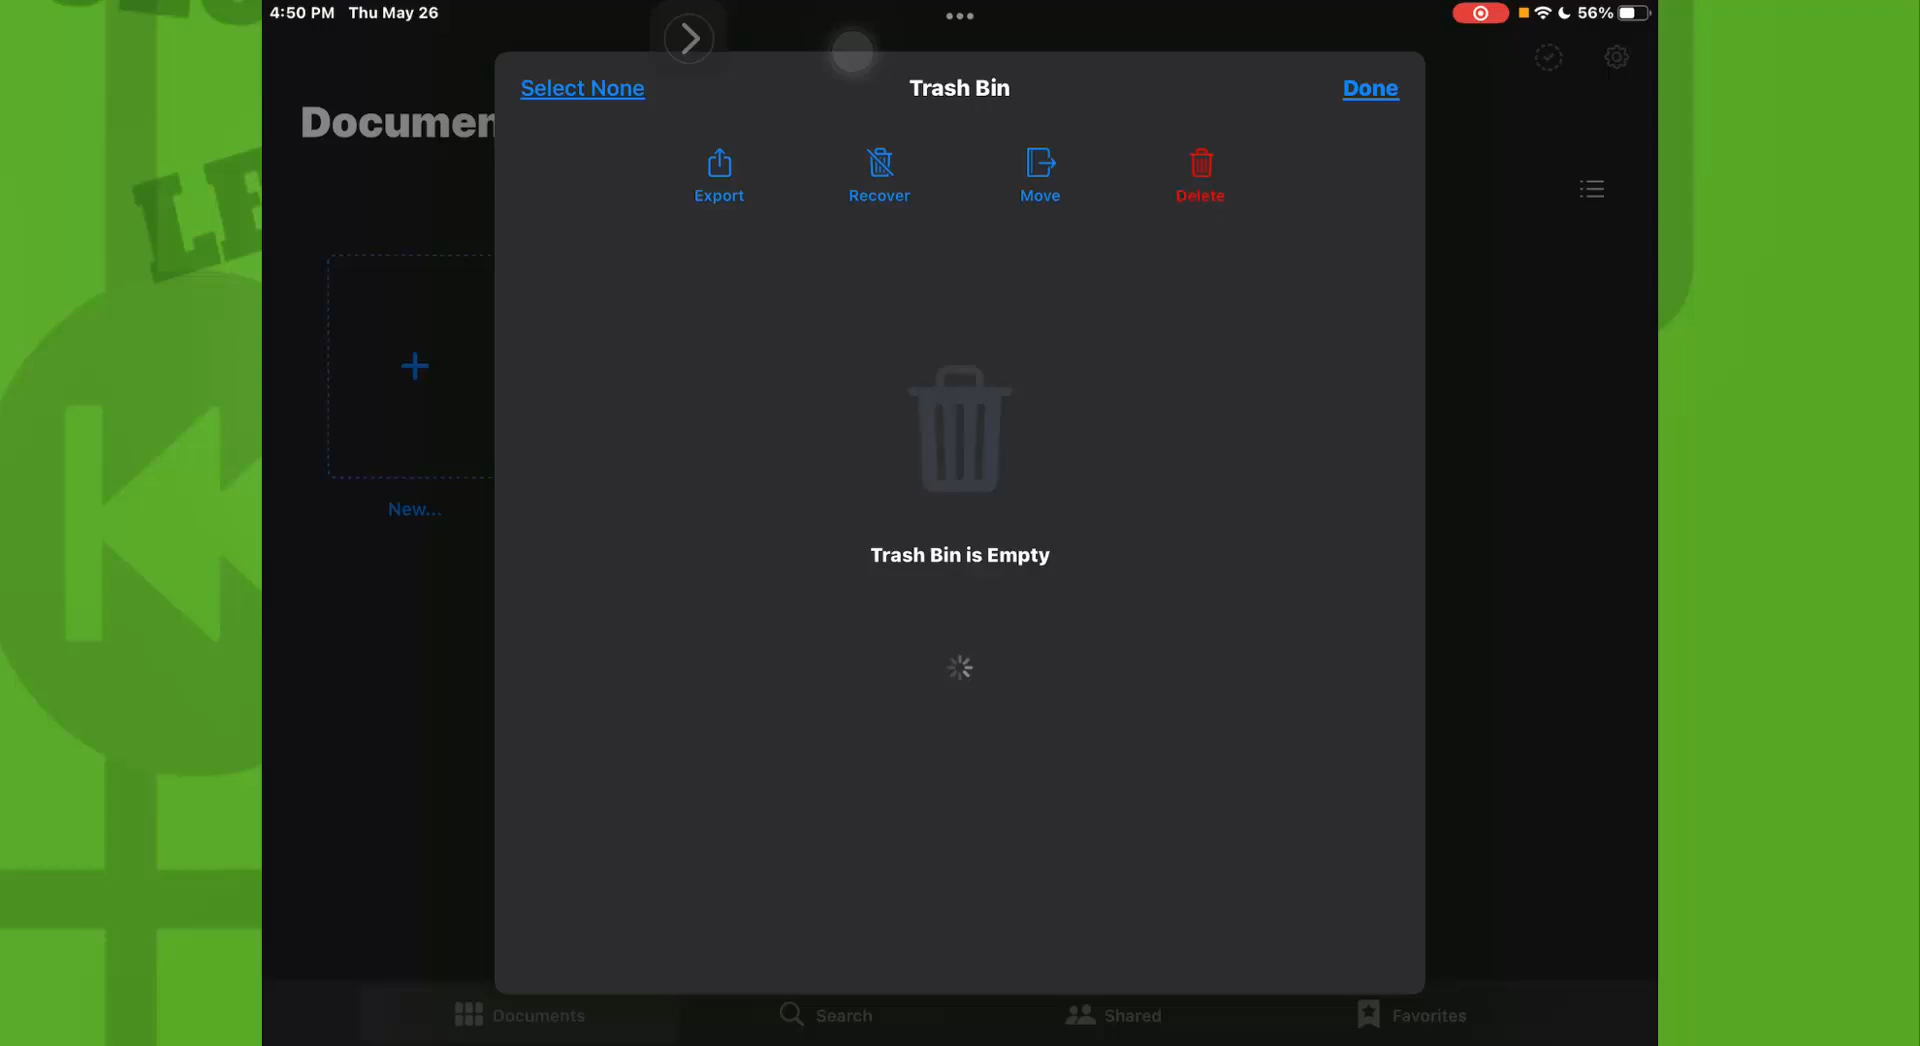 4:50 PM Thu May 26
56%
Select None
Trash Bin
Done
Documen
Export
Recover
Move
Delete
LE
New...
Trash Bin is Empty
Documents
Search
Shared
Favorites